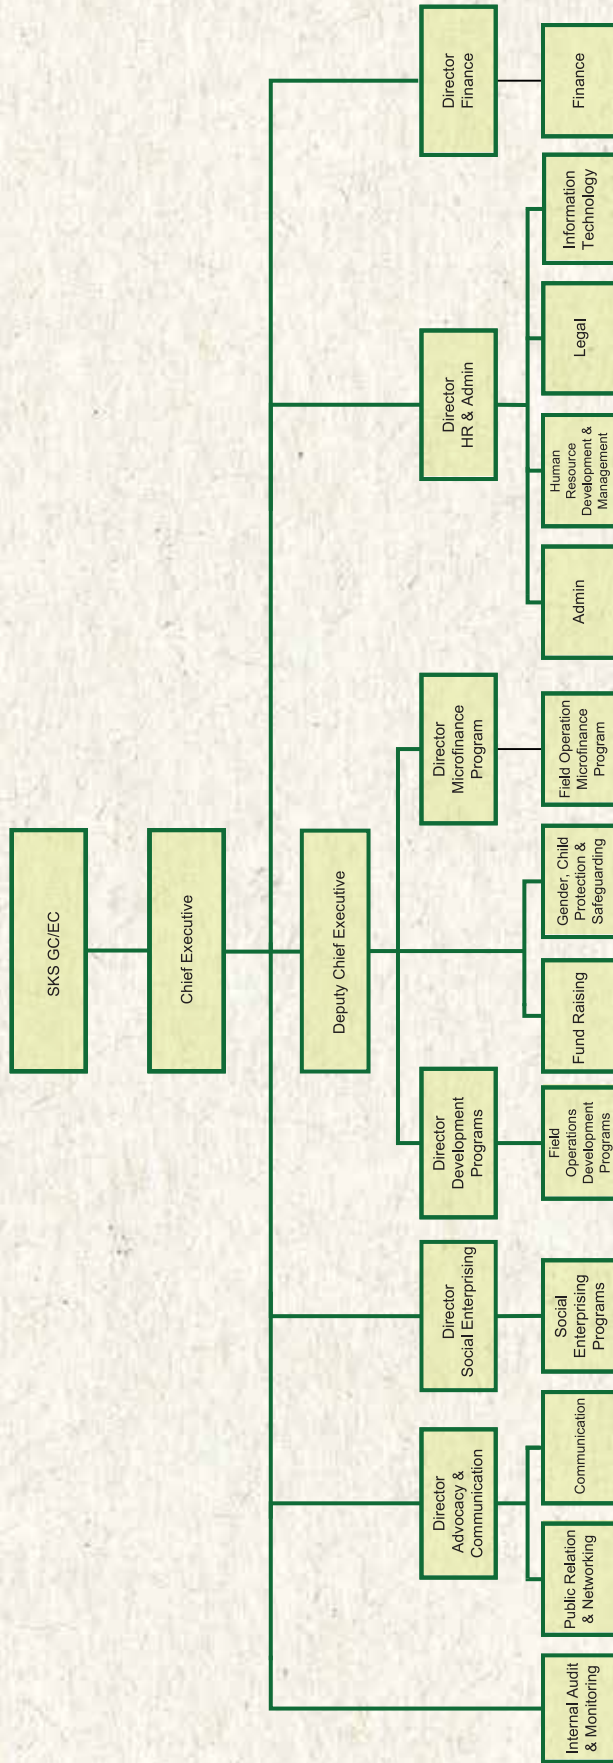 SKS GC/EC
Chief Executive
Deputy Chief Executive
Director
Advocacy &
Communication
Director
Social Enterprising
Director
Development
Programs
Director
Microfinance
Program
Director
HR & Admin
Director
Finance
Internal Audit
& Monitoring
Public Relation
& Networking
Communication
Social
Enterprising
Programs
Field
Operations
Development
Programs
Fund Raising
Gender, Child
Protection &
Safeguarding
Field Operation
Microfinance
Program
Admin
Human
Resource
Development &
Management
Legal
Information
Technology
Finance